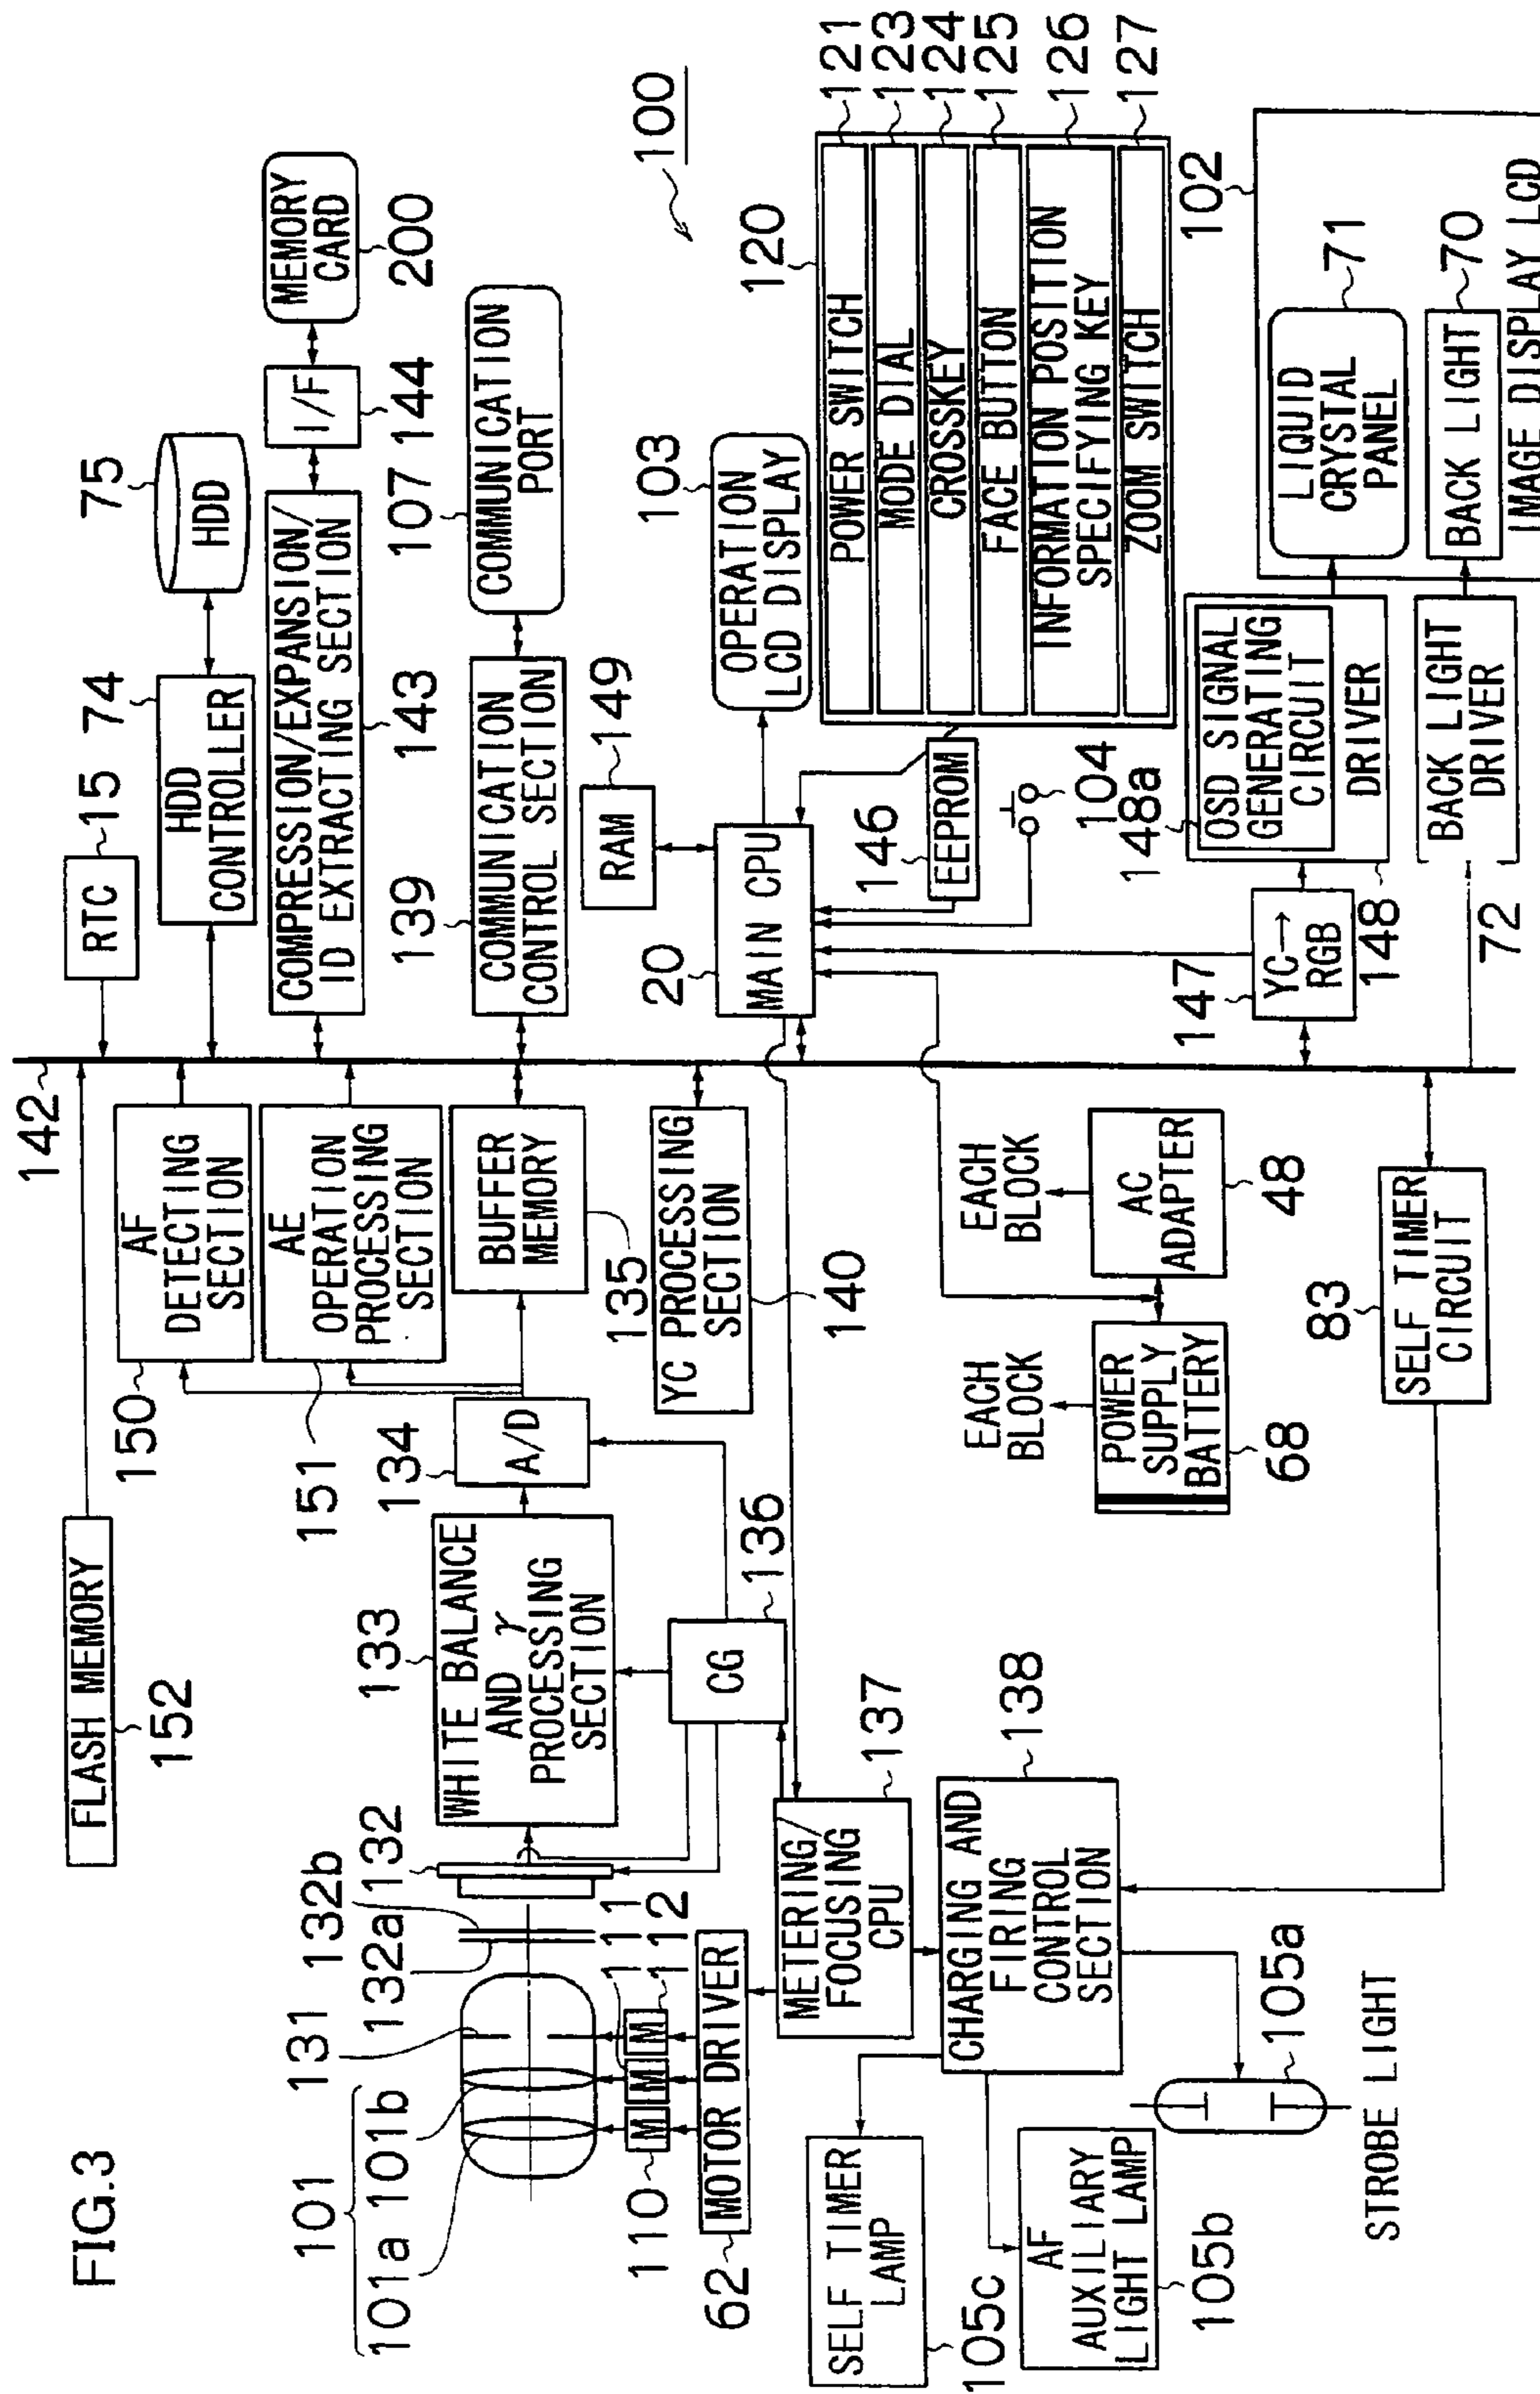 FIG.3
FLASH MEMORY
152
142
RTC
15
HDD
CONTROLLER
74
HDD
75
AF
DETECTING
SECTION
150
AE
OPERATION
PROCESSING
SECTION
151
COMPRESSION/EXPANSION/
ID EXTRACTING SECTION
143
I/F
144
MEMORY
CARD
200
101
101a
101b
131
132a
132b
132
WHITE BALANCE
AND γ
PROCESSING
SECTION
133
A/D
134
BUFFER
MEMORY
135
COMMUNICATION
CONTROL SECTION
139
COMMUNICATION
PORT
107
110
M
M
M
111
112
CG
136
YC PROCESSING
SECTION
140
RAM
149
100
MOTOR DRIVER
62
METERING/
FOCUSING
CPU
137
MAIN CPU
20
OPERATION
LCD DISPLAY
103
120
POWER SWITCH
121
MODE DIAL
123
CROSSKEY
124
FACE BUTTON
125
INFORMATION POSITION
SPECIFYING KEY
126
ZOOM SWITCH
127
EEPROM
146
104
SELF TIMER
LAMP
105c
CHARGING AND
FIRING
CONTROL
SECTION
138
EACH
BLOCK
POWER
SUPPLY
BATTERY
68
EACH
BLOCK
AC
ADAPTER
48
AF
AUXILIARY
LIGHT LAMP
105b
105a
STROBE LIGHT
SELF TIMER
CIRCUIT
83
YC→
RGB
147
148a
OSD SIGNAL
GENERATING
CIRCUIT
DRIVER
148
102
LIQUID
CRYSTAL
PANEL
71
BACK LIGHT
DRIVER
72
BACK LIGHT
70
IMAGE DISPLAY LCD